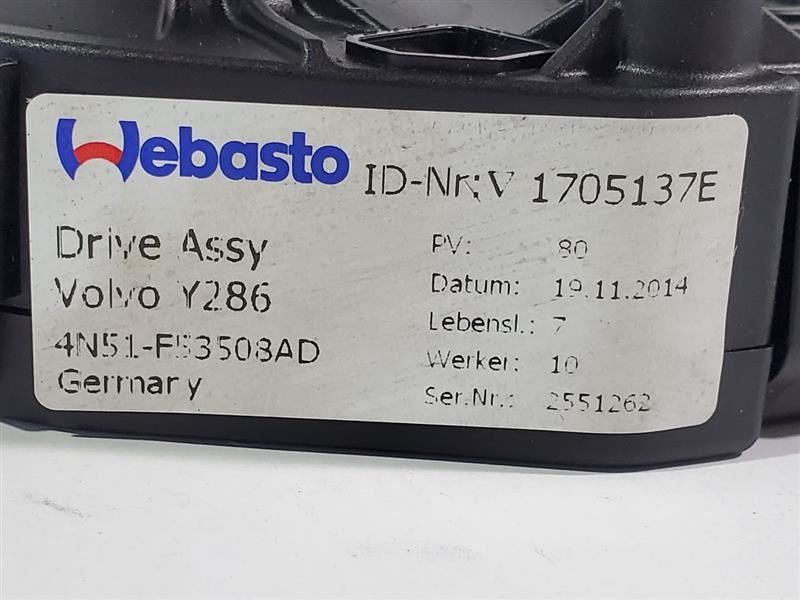 Webasto ID-Nr:V 1705137E
Drive Assy
Volvo Y286
4N51-F53508AD
Germany
PV: 80
Datum: 19.11.2014
Lebensl.: 7
Werker: 10
Ser.Nr.: 2551262